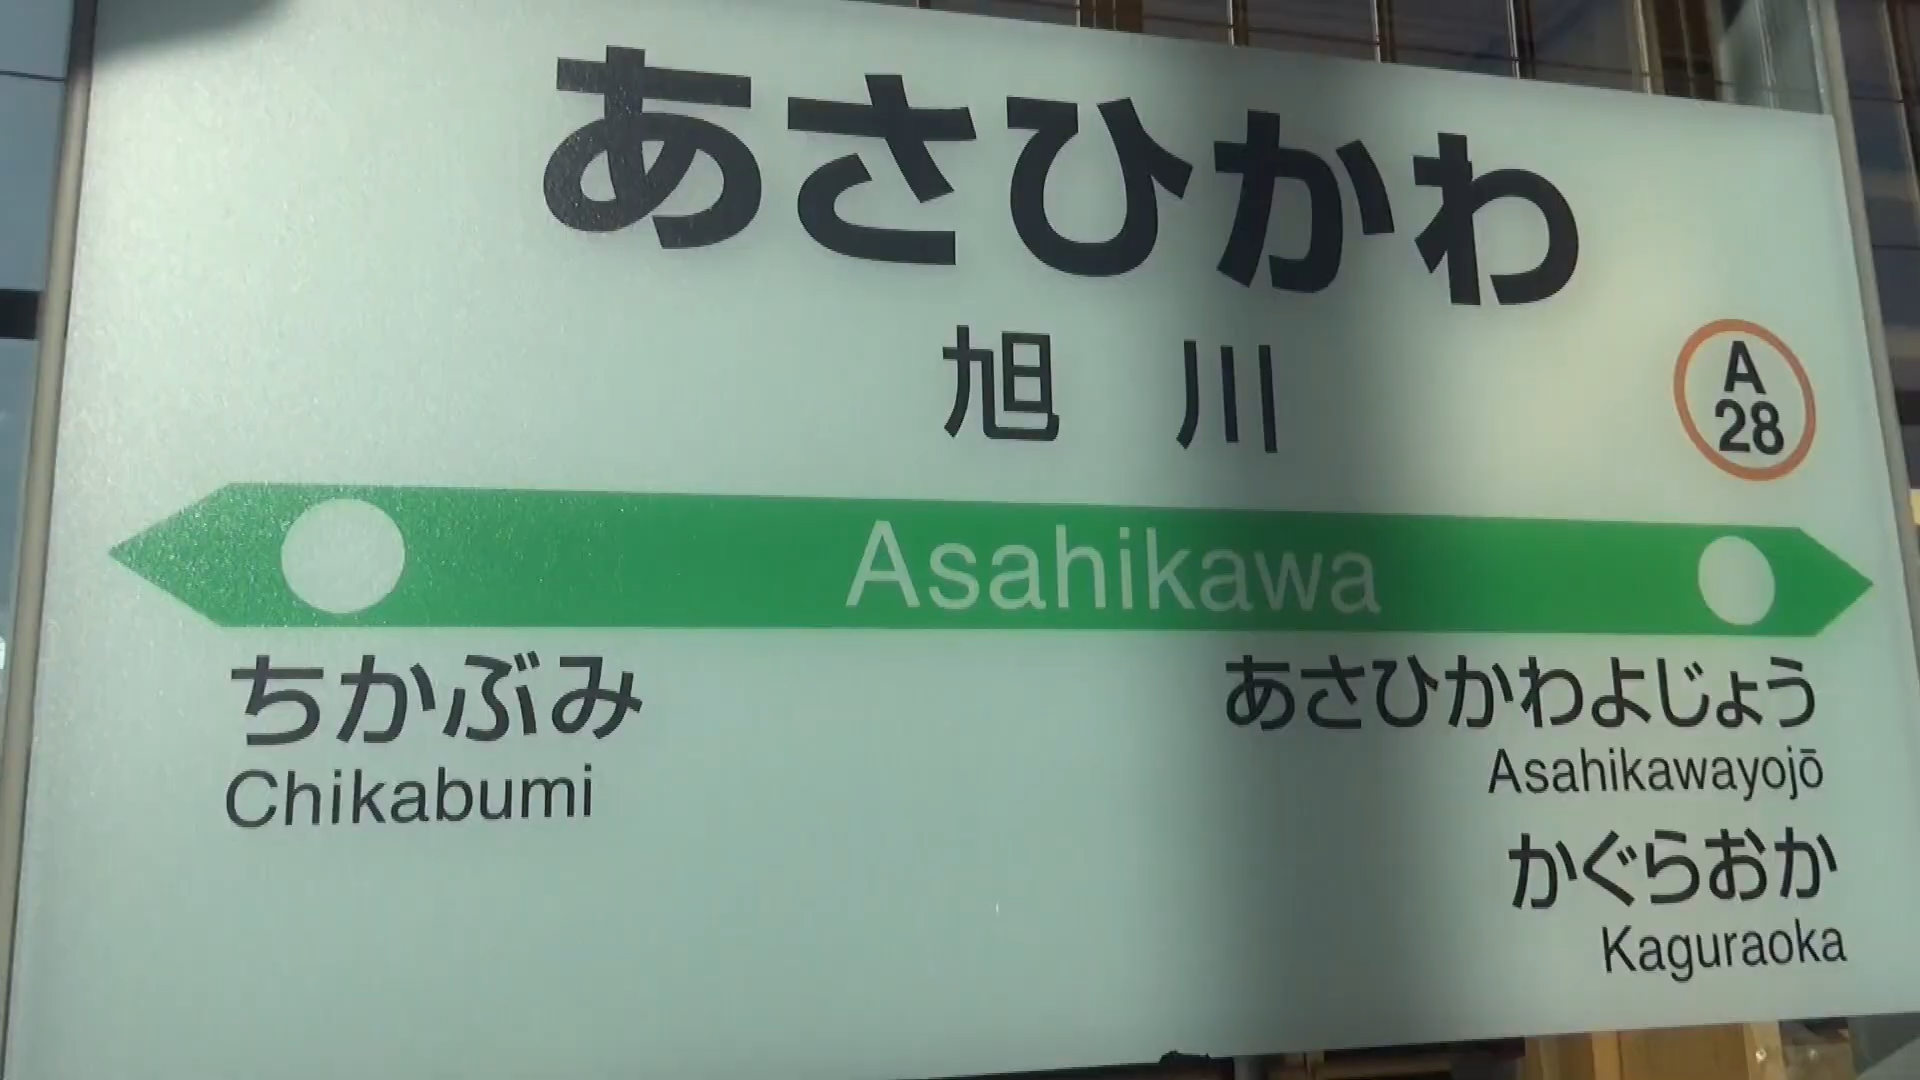 あさひかわ
旭川
A
28
Asahikawa
ちかぶみ
Chikabumi
あさひかわよじょう
Asahikawayojō
かぐらおか
Kaguraoka